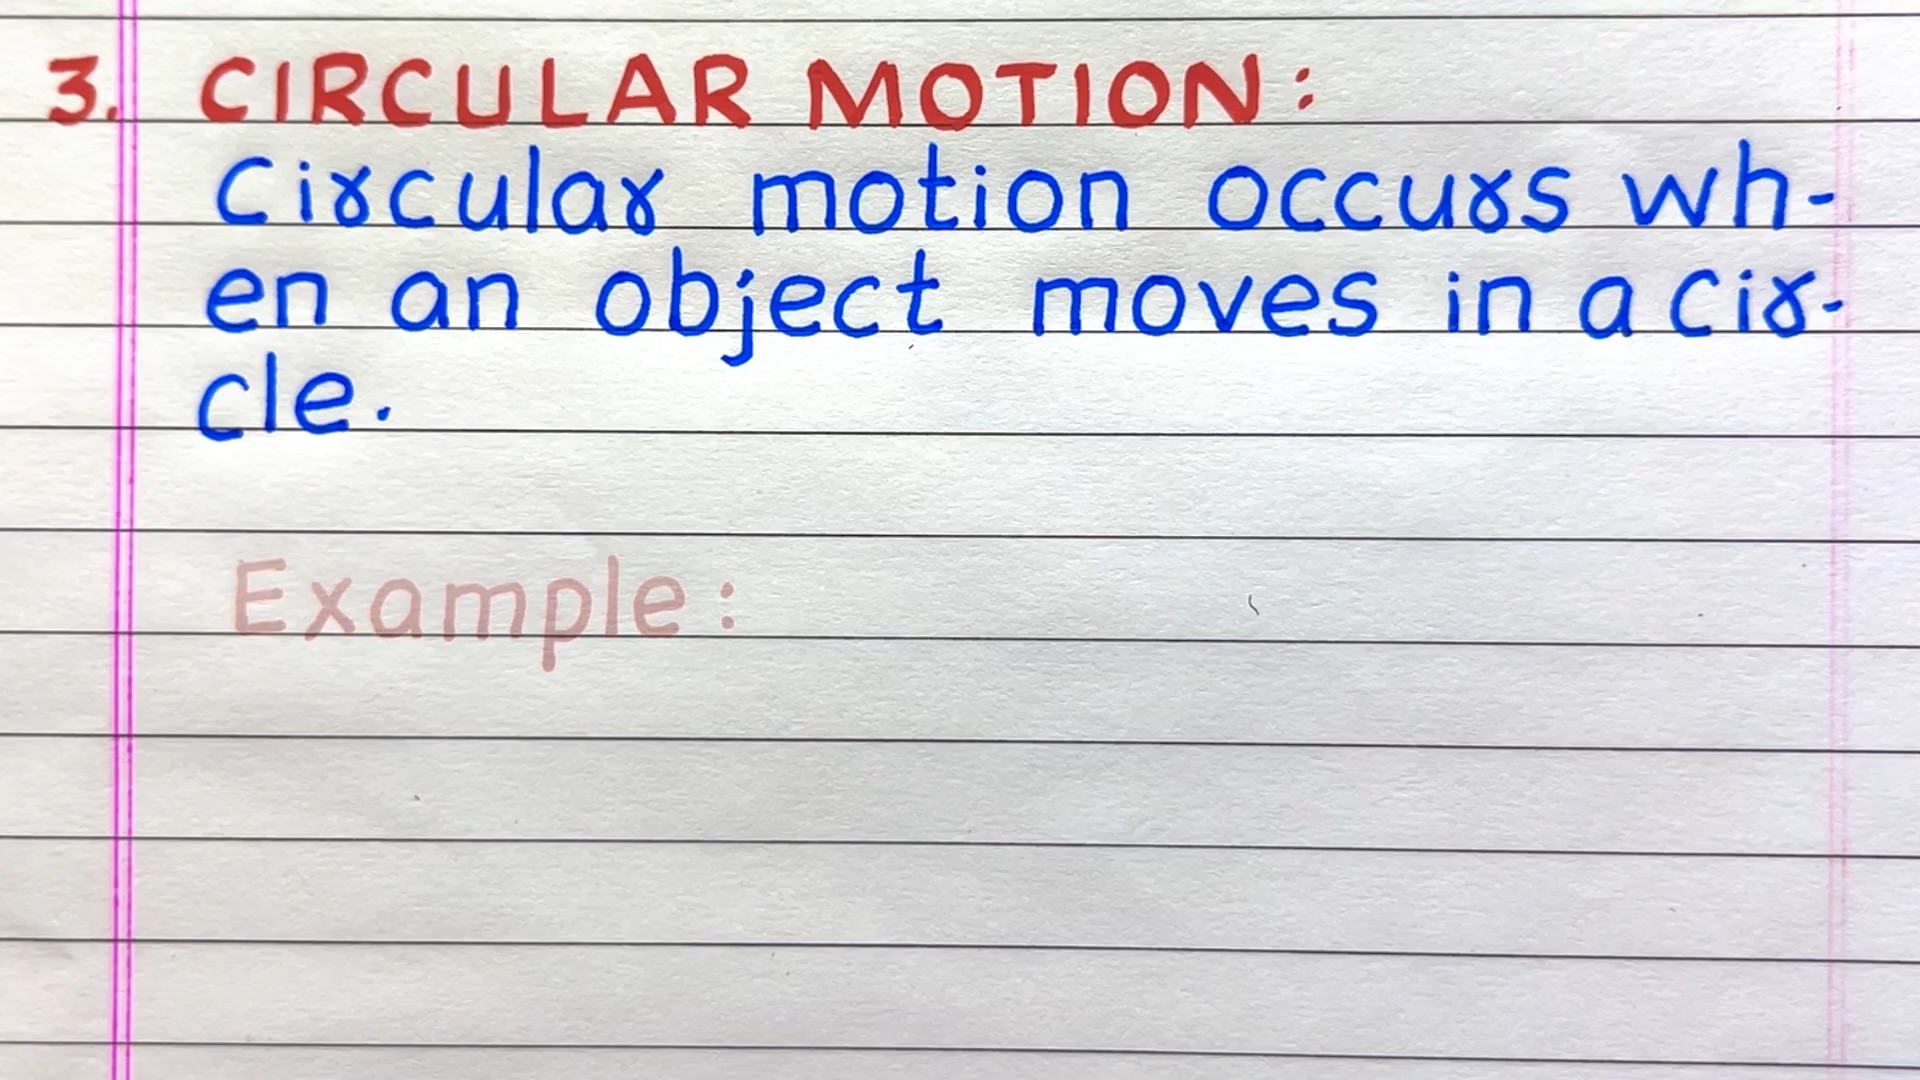 3. CIRCULAR MOTION:
Circular motion occurs wh-
en an object moves in a cir-
cle.
Example: